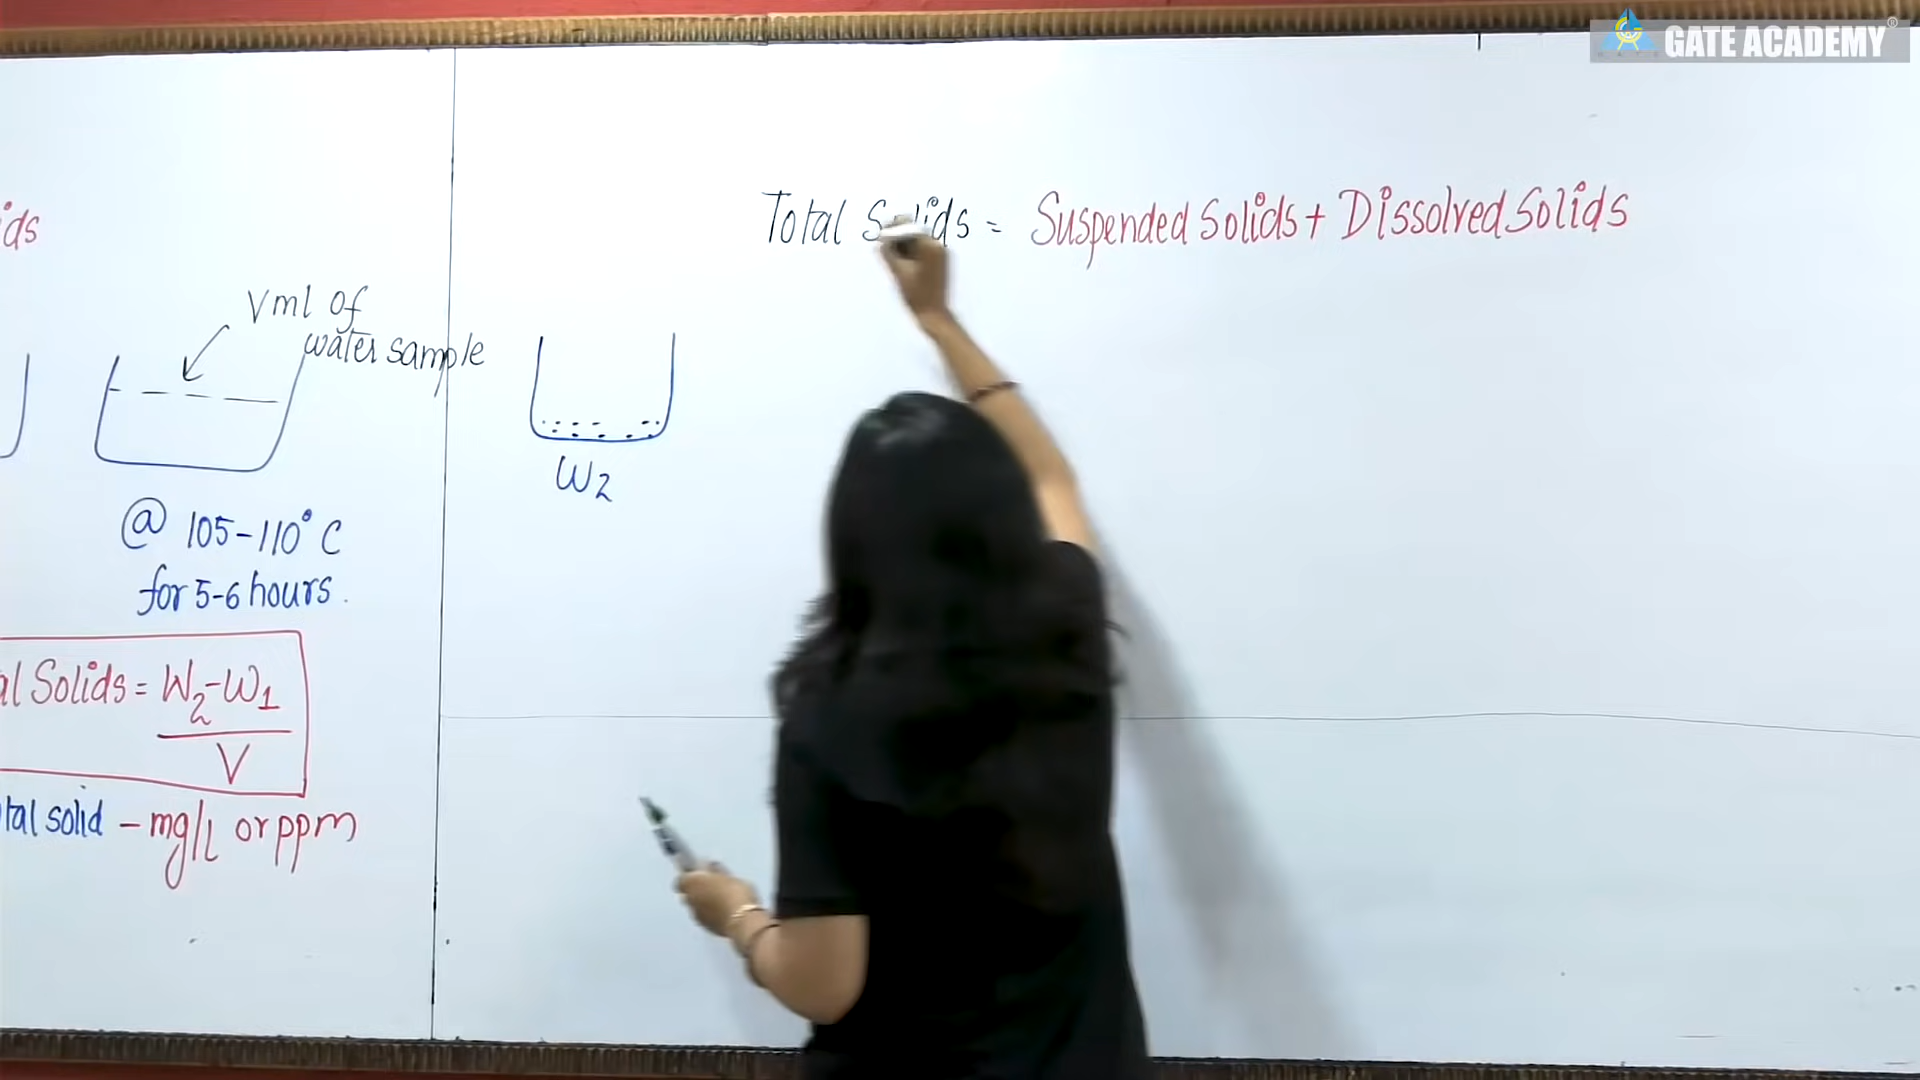 GATE ACADEMY®
Total Solids = Suspended Solids + Dissolved Solids
ids
Vml of
water sample
W2
@ 105-110° C
for 5-6 hours.
al Solids = W2-W1
V
tal solid - mg/l or ppm